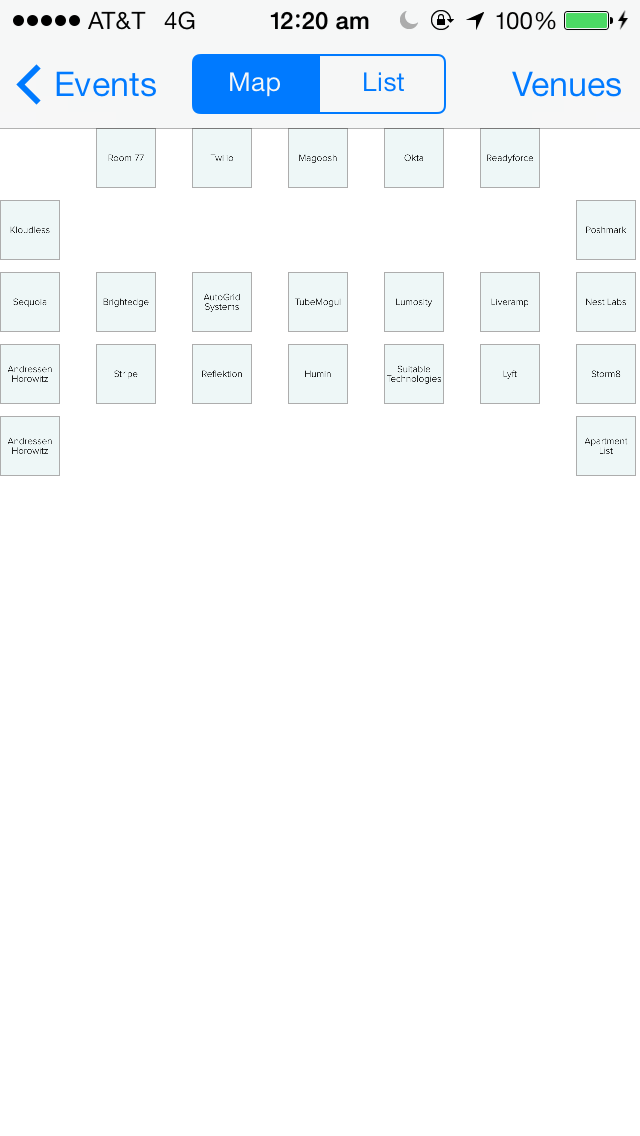 AT&T 4G 12:20 am 100%
Events Map List Venues
Room 77 Twilio Magoosh Okta Readyforce
Kloudless Poshmark
Sequoia Brightedge AutoGrid Systems TubeMogul Lumosity Liveramp Nest Labs
Andressen Horowitz Stripe Reflektion Humin Suitable Technologies Lyft Storm8
Andressen Horowitz Apartment List